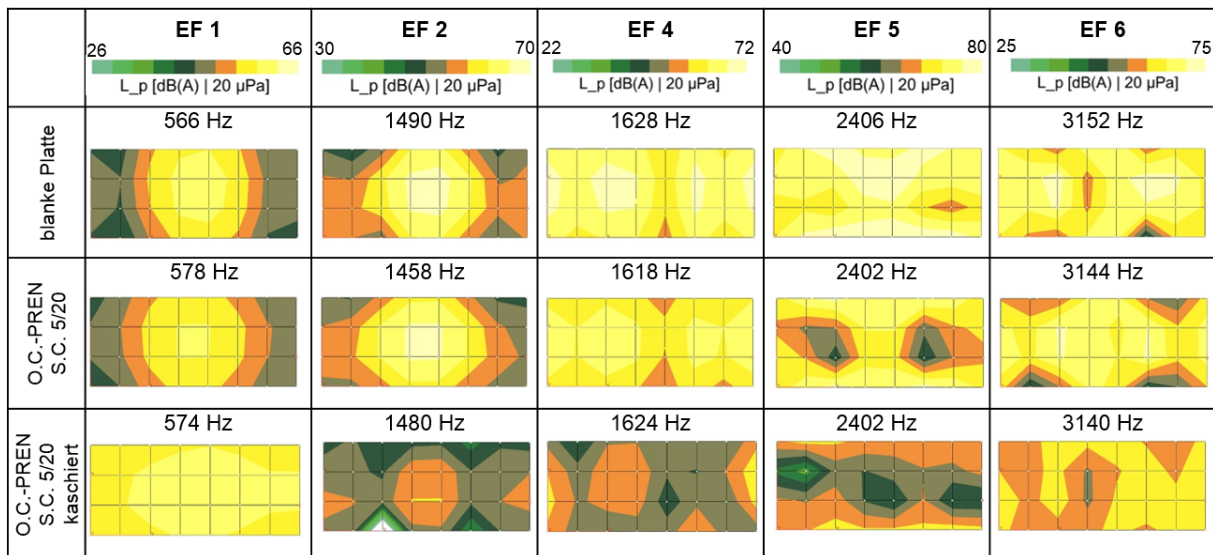 EF 1
26 66
L_p [dB(A) | 20 µPa]
EF 2
30 70
L_p [dB(A) | 20 µPa]
EF 4
22 72
L_p [dB(A) | 20 µPa]
EF 5
40 80
L_p [dB(A) | 20 µPa]
EF 6
25 75
L_p [dB(A) | 20 µPa]
blanke Platte
566 Hz
1490 Hz
1628 Hz
2406 Hz
3152 Hz
O.C.-PREN
S.C. 5/20
578 Hz
1458 Hz
1618 Hz
2402 Hz
3144 Hz
O.C.-PREN
S.C. 5/20
kaschiert
574 Hz
1480 Hz
1624 Hz
2402 Hz
3140 Hz